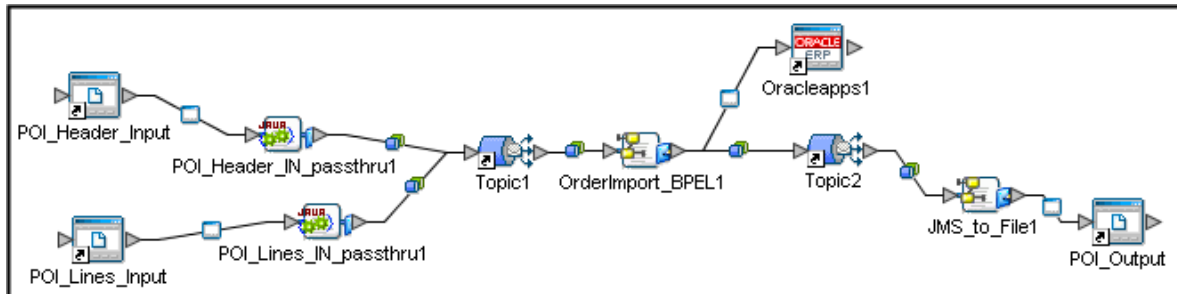 ORACLE
ERP
Oracleapps1
POI_Header_Input
JAVA
POI_Header_IN_passthru1
Topic1
OrderImport_BPEL1
Topic2
JAVA
POI_Lines_IN_passthru1
JMS_to_File1
POI_Lines_Input
POI_Output